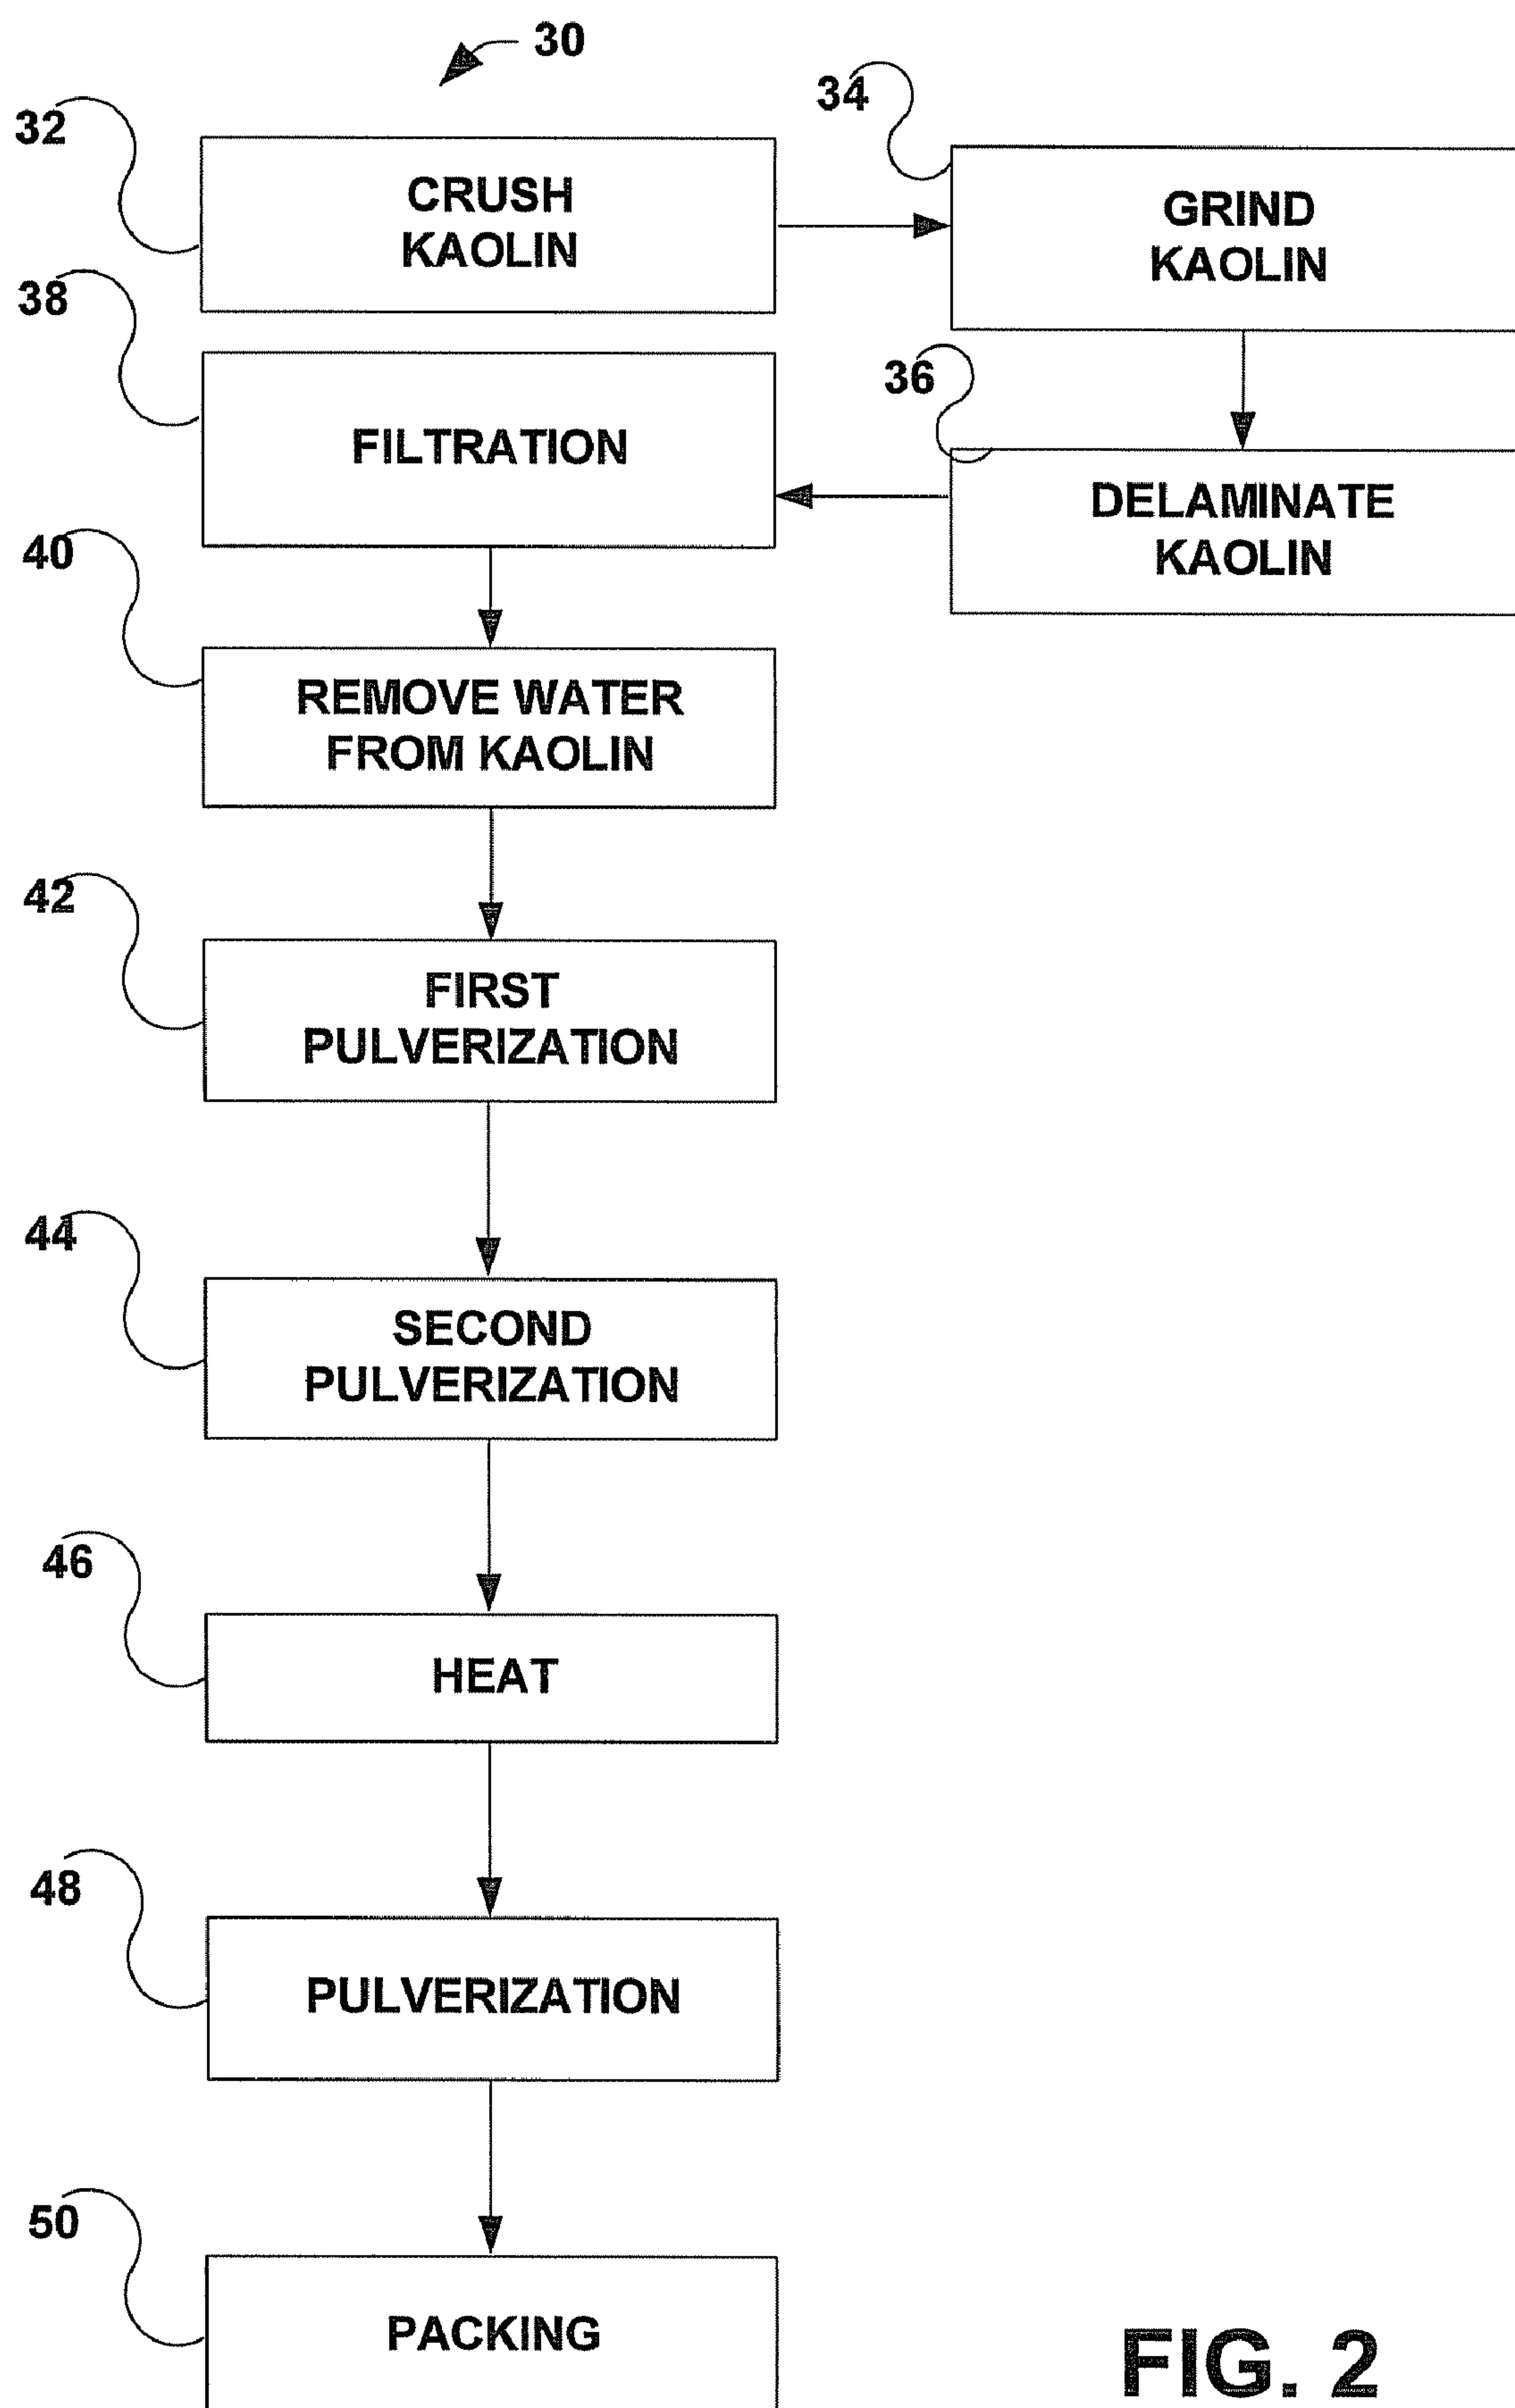 30
32
CRUSH
KAOLIN
34
GRIND
KAOLIN
36
DELAMINATE
KAOLIN
38
FILTRATION
40
REMOVE WATER
FROM KAOLIN
42
FIRST
PULVERIZATION
44
SECOND
PULVERIZATION
46
HEAT
48
PULVERIZATION
50
PACKING
FIG. 2